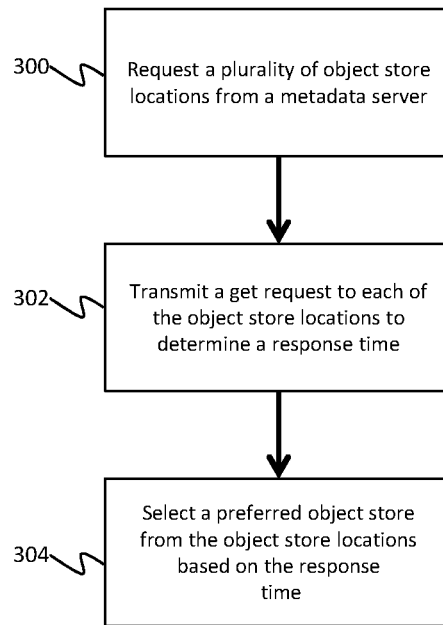 300
Request a plurality of object store
locations from a metadata server
302
Transmit a get request to each of
the object store locations to
determine a response time
304
Select a preferred object store
from the object store locations
based on the response
time